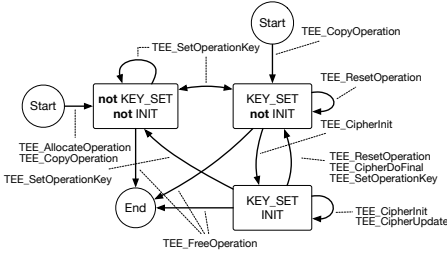 Start
TEE_CopyOperation
TEE_SetOperationKey
TEE_ResetOperation
Start
not KEY_SET
not INIT
KEY_SET
not INIT
TEE_CipherInit
TEE_AllocateOperation
TEE_CopyOperation
TEE_SetOperationKey
TEE_ResetOperation
TEE_CipherDoFinal
TEE_SetOperationKey
End
KEY_SET
INIT
TEE_CipherInit
TEE_CipherUpdate
TEE_FreeOperation